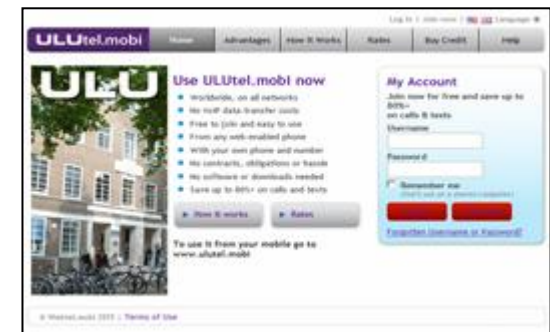 Log In | Join now | Language
ULUtel.mobi Home Advantages How It Works Rates Buy Credit Help
ULU
Use ULUtel.mobi now
Worldwide, on all networks
No VoIP data-transfer costs
Free to join and easy to use
From any web-enabled phone
With your own phone and number
No contracts, obligations or hassle
No software or downloads needed
Save up to 80%+ on calls and texts
How it works
Rates
To use it from your mobile go to
www.ulutel.mobi
My Account
Join now for free and save up to
80%+
on calls & texts
Username
Password
Remember me
Forgotten Username or Password?
Terms of Use